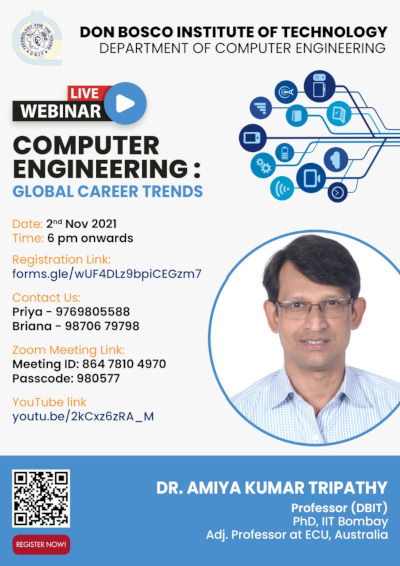 DON BOSCO INSTITUTE OF TECHNOLOGY
DEPARTMENT OF COMPUTER ENGINEERING
LIVE
WEBINAR
COMPUTER
ENGINEERING :
GLOBAL CAREER TRENDS
Date: 2nd Nov 2021
Time: 6 pm onwards
Registration Link:
forms.gle/wUF4DLz9bpiCEGzm7
Contact Us:
Priya - 9769805588
Briana - 98706 79798
Zoom Meeting Link:
Meeting ID: 864 7810 4970
Passcode: 980577
YouTube link
youtu.be/2kCxz6zRA_M
DR. AMIYA KUMAR TRIPATHY
Professor (DBIT)
PhD, IIT Bombay
Adj. Professor at ECU, Australia
REGISTER NOW!